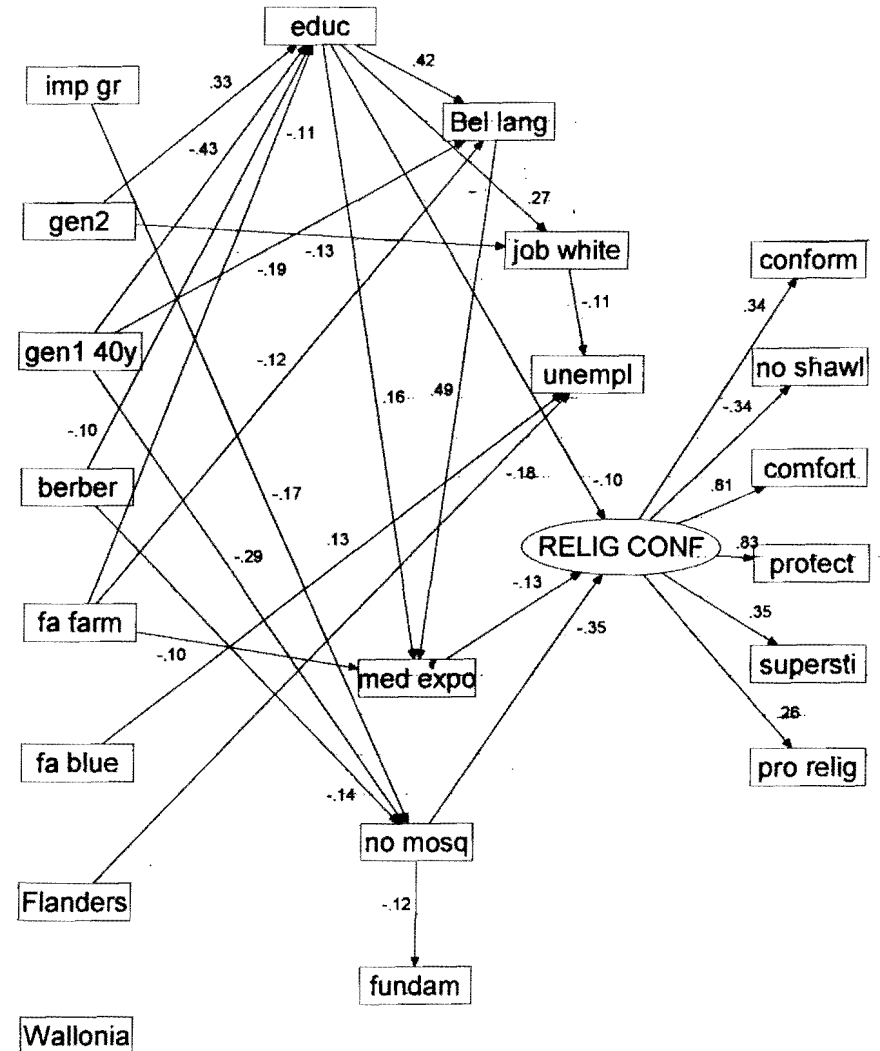 educ
imp gr
.33
.42
-.43
-.11
Bel lang
gen2
.27
-.19
-.13
job white
conform
gen1 40y
-.11
.34
-.12
unempl
no shawl
.16
.49
-.34
-.10
berber
-.18
-.10
.61
comfort
-.17
.13
RELIG CONF
.83
protect
-.29
-.13
fa farm
-.35
.35
-.10
med expo
supersti
.26
fa blue
pro relig
-.14
no mosq
Flanders
-.12
fundam
Wallonia